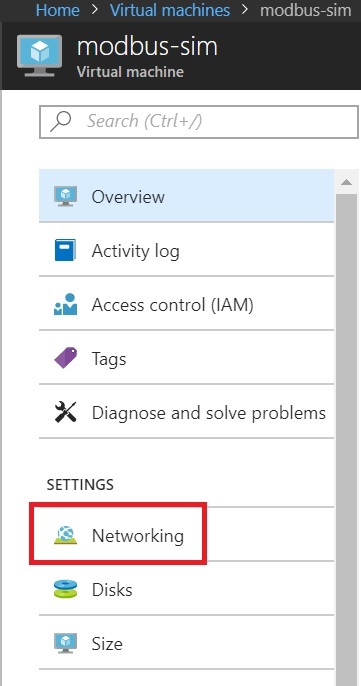 Home > Virtual machines > modbus-sim
modbus-sim
Virtual machine
Search (Ctrl+/)
Overview
Activity log
Access control (IAM)
Tags
Diagnose and solve problems
SETTINGS
Networking
Disks
Size